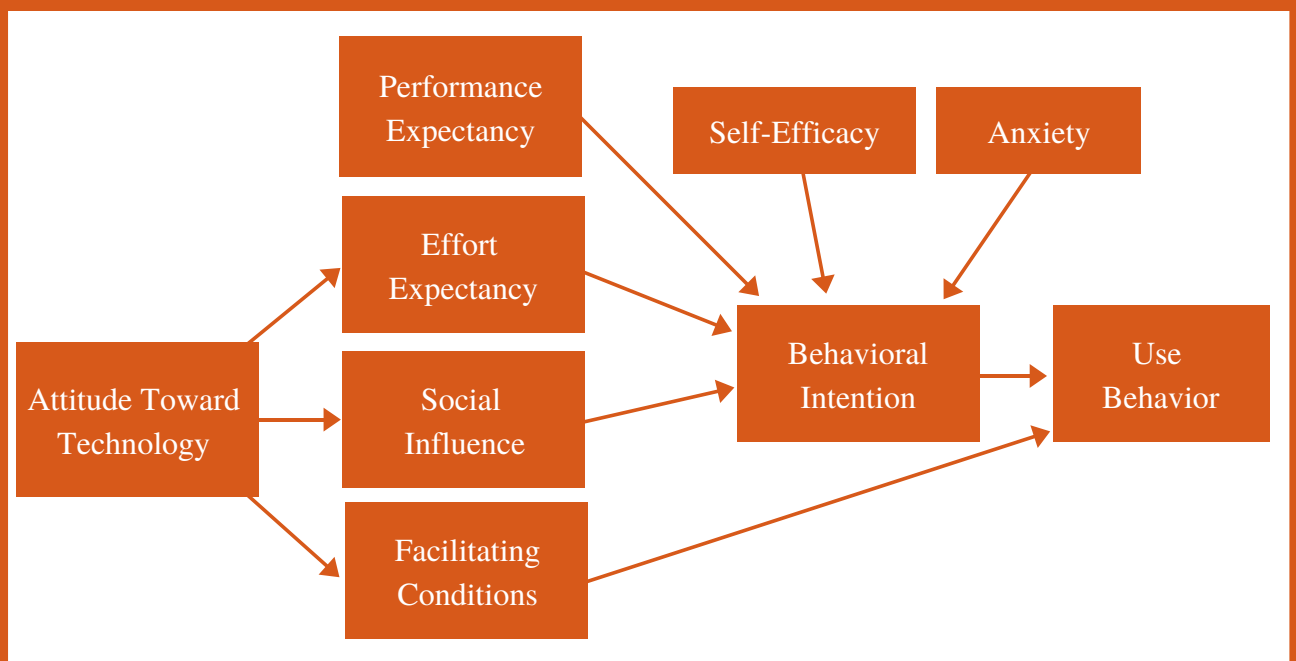 Performance
Expectancy
Self-Efficacy
Anxiety
Effort
Expectancy
Attitude Toward
Technology
Social
Influence
Behavioral
Intention
Use
Behavior
Facilitating
Conditions